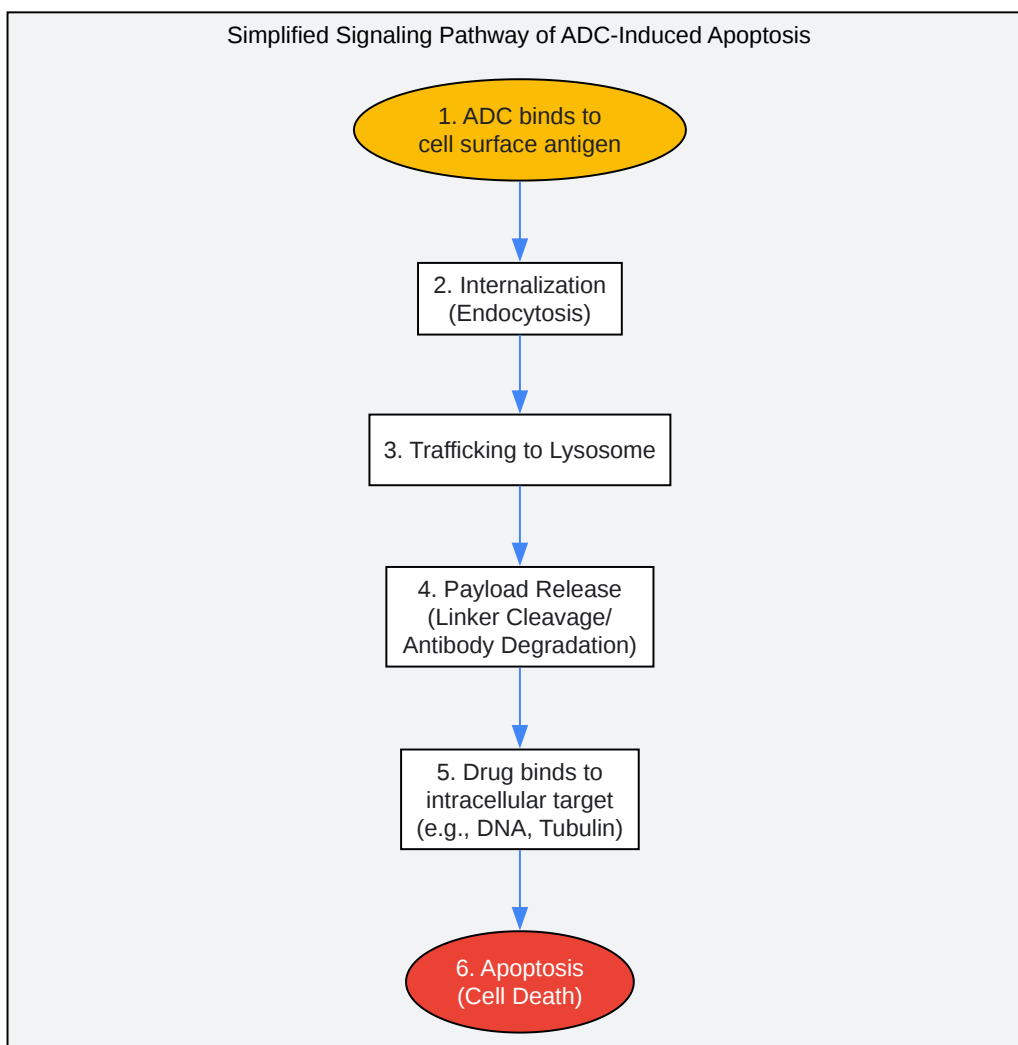 Simplified Signaling Pathway of ADC-Induced Apoptosis
1. ADC binds to
cell surface antigen
2. Internalization
(Endocytosis)
3. Trafficking to Lysosome
4. Payload Release
(Linker Cleavage/
Antibody Degradation)
5. Drug binds to
intracellular target
(e.g., DNA, Tubulin)
6. Apoptosis
(Cell Death)